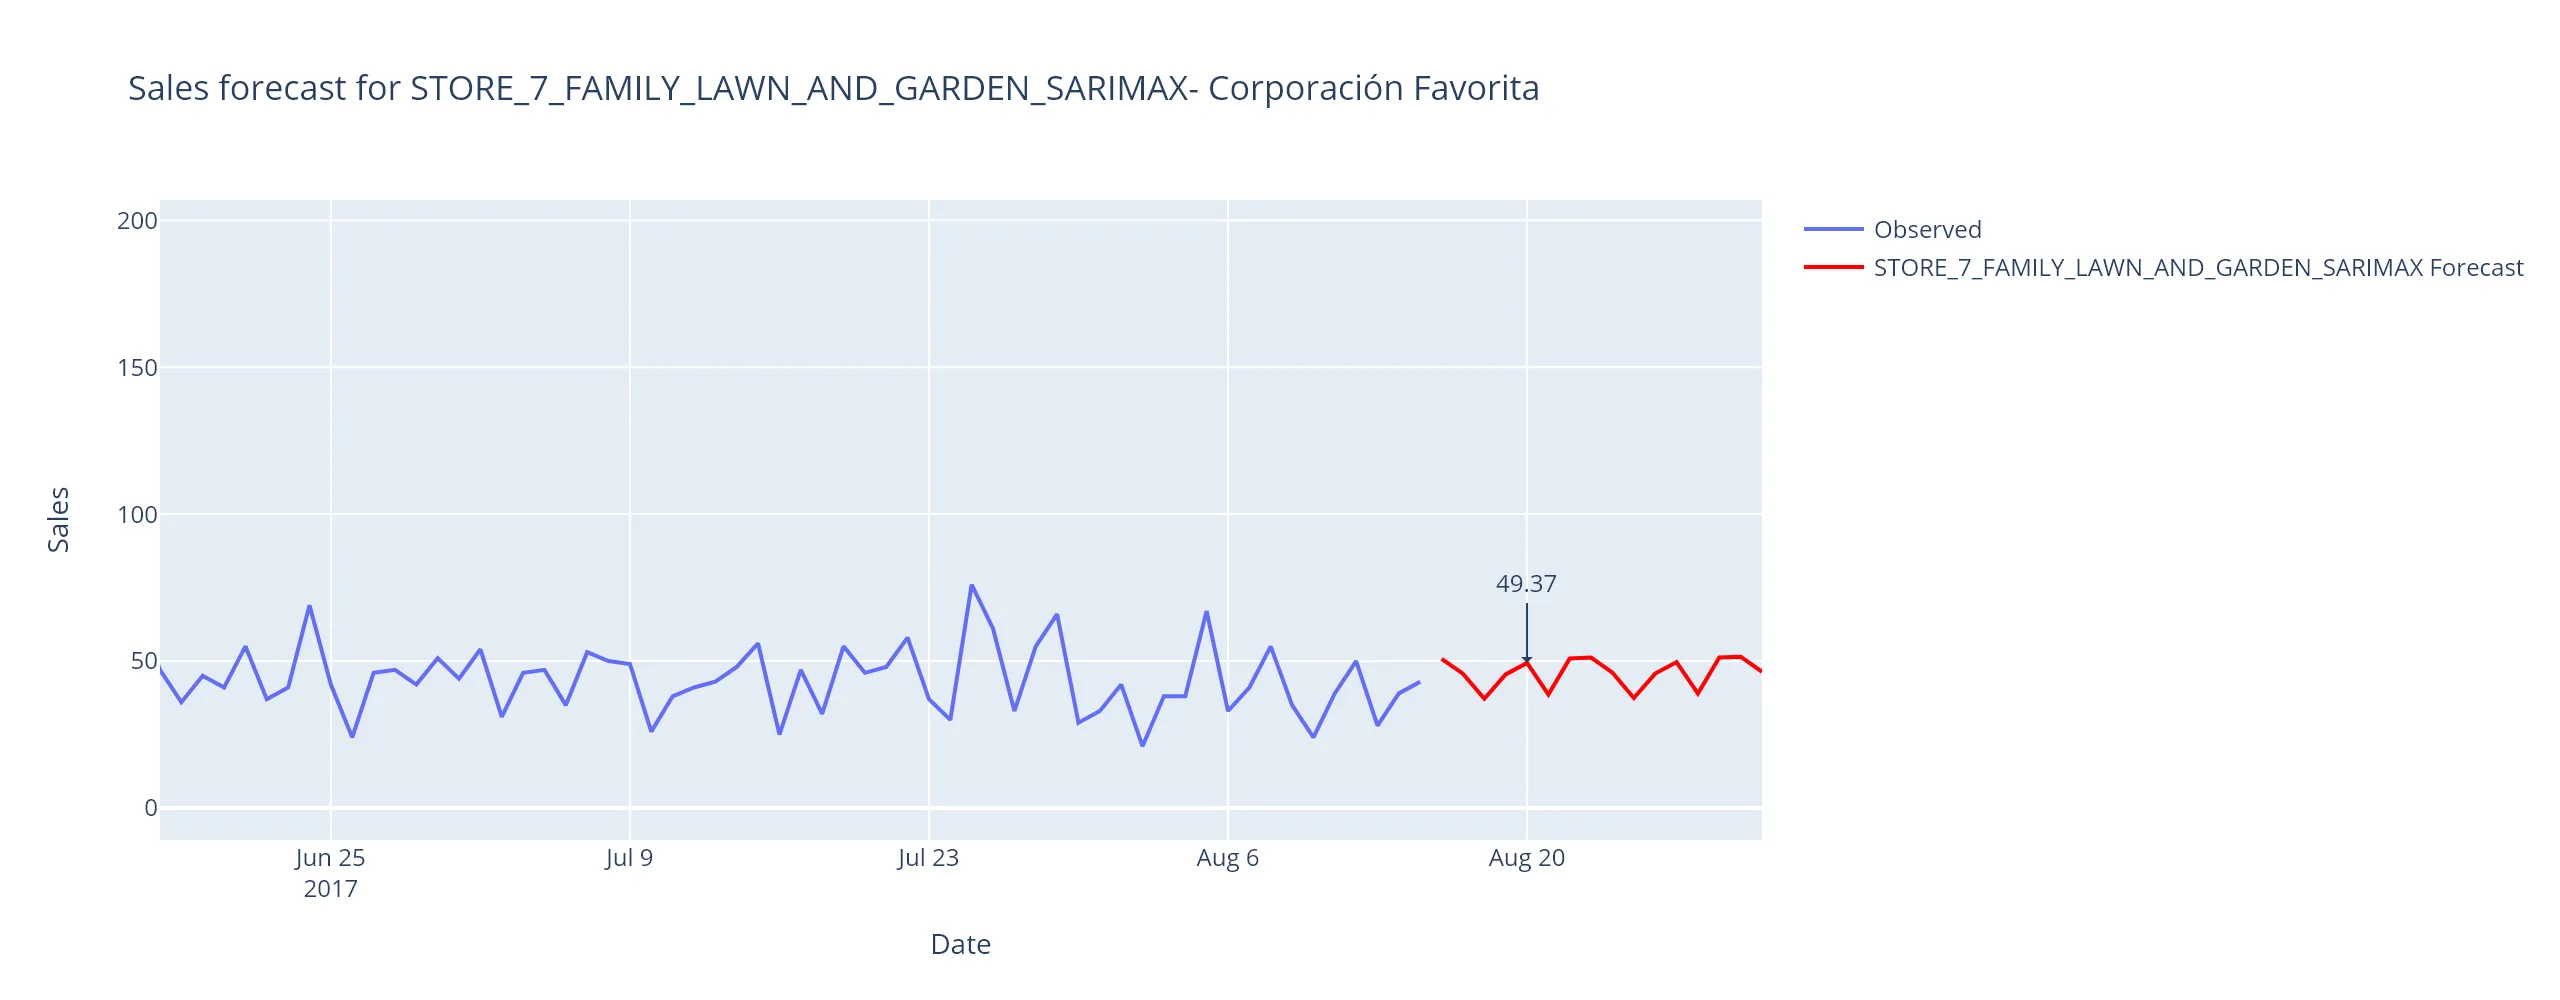 Sales forecast for STORE_7_FAMILY_LAWN_AND_GARDEN_SARIMAX- Corporación Favorita
Observed
STORE_7_FAMILY_LAWN_AND_GARDEN_SARIMAX Forecast
200
150
100
50
0
Sales
49.37
Jun 25
2017
Jul 9
Jul 23
Aug 6
Aug 20
Date